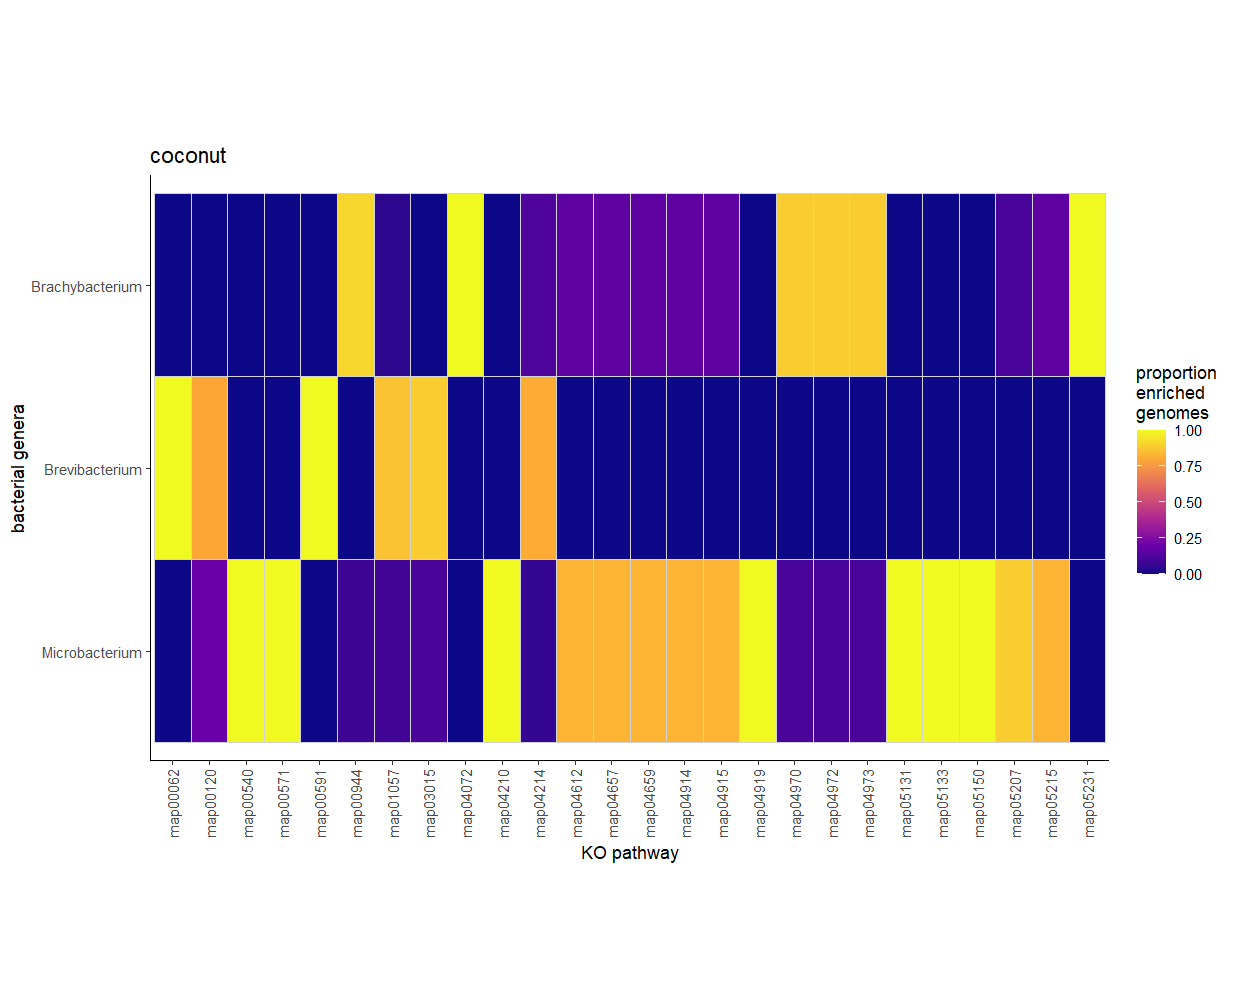 coconut
Brachybacterium
Brevibacterium
Microbacterium
bacterial genera
map00062
map00120
map00540
map00571
map00591
map00944
map01057
map03015
map04072
map04210
map04214
map04612
map04657
map04659
map04914
map04915
map04919
map04970
map04972
map04973
map05131
map05133
map05150
map05207
map05215
map05231
KO pathway
proportion
enriched
genomes
1.00
0.75
0.50
0.25
0.00